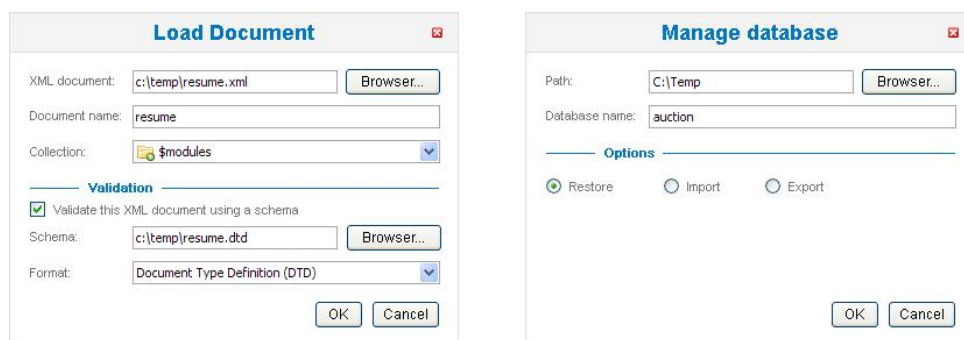 Load Document
XML document: c:\temp\resume.xml Browser...
Document name: resume
Collection: $modules
Validation
Validate this XML document using a schema
Schema: c:\temp\resume.dtd Browser...
Format: Document Type Definition (DTD)
OK Cancel
Manage database
Path: C:\Temp Browser...
Database name: auction
Options
Restore Import Export
OK Cancel